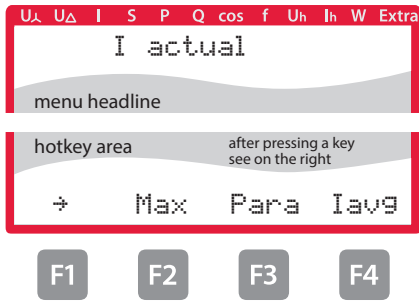 U⅄ U∆ I S P Q cos f Uh Ih W Extra
I actual
menu headline
hotkey area
after pressing a key
see on the right
→ Max Para Iavg
F1 F2 F3 F4